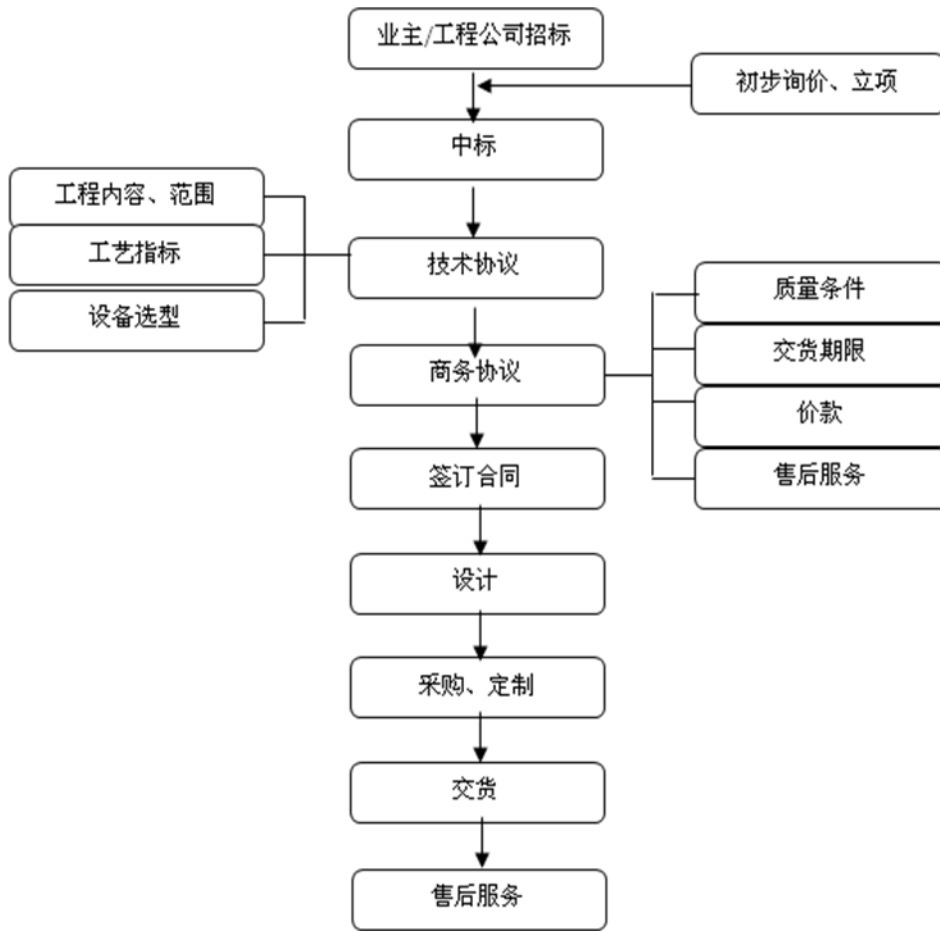 业主/工程公司招标
初步询价、立项
中标
工程内容、范围
工艺指标
设备选型
技术协议
商务协议
质量条件
交货期限
价款
售后服务
签订合同
设计
采购、定制
交货
售后服务